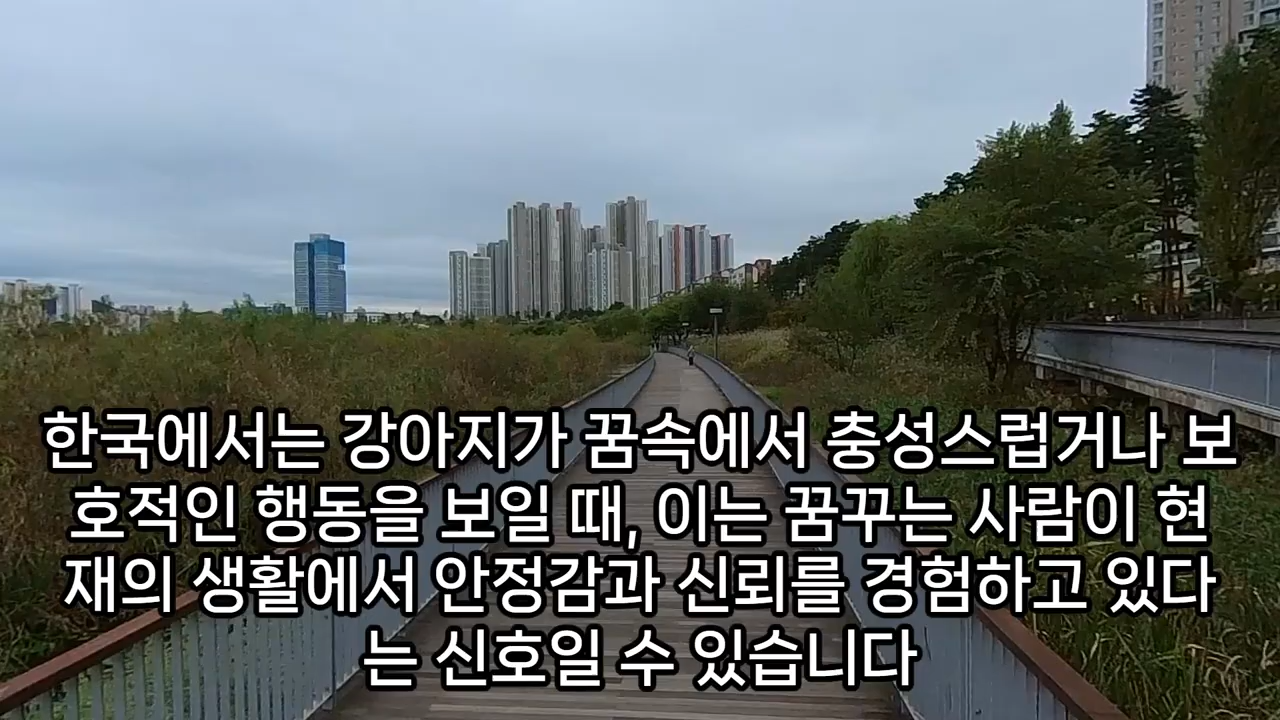 한국에서는 강아지가 꿈속에서 충성스럽거나 보
호적인 행동을 보일 때, 이는 꿈꾸는 사람이 현
재의 생활에서 안정감과 신뢰를 경험하고 있다
는 신호일 수 있습니다